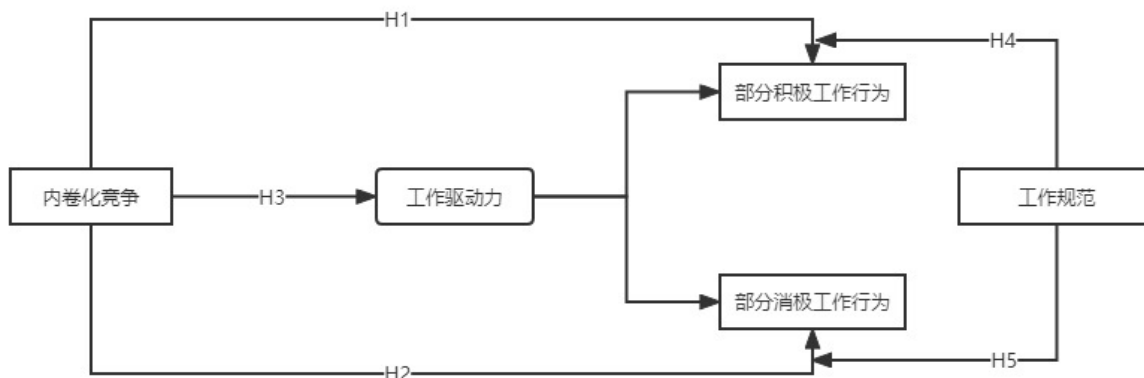 H1
H4
部分积极工作行为
内卷化竞争
H3
工作驱动力
工作规范
部分消极工作行为
H5
H2